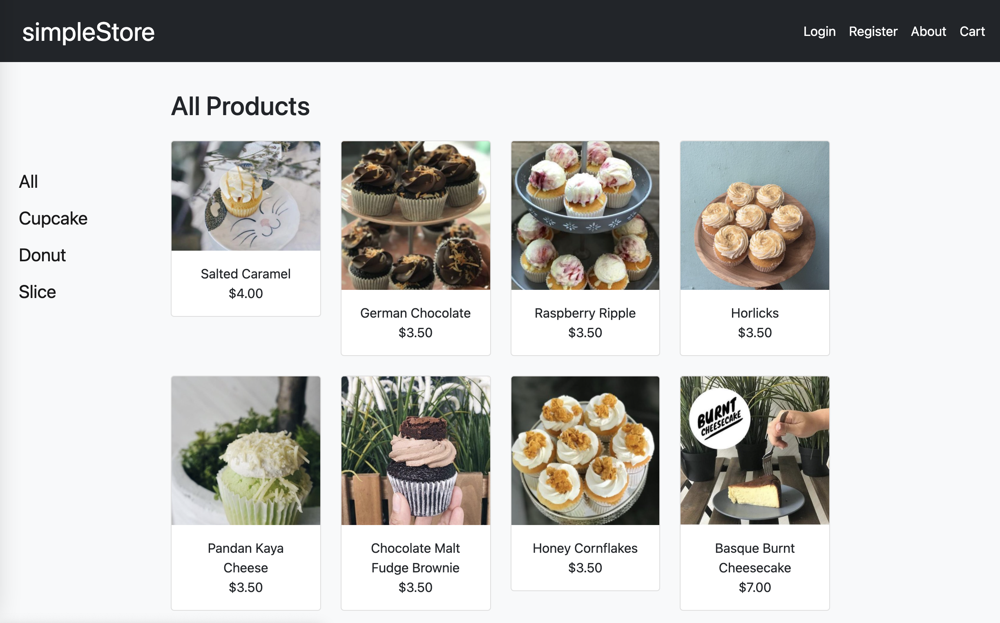 simpleStore
Login Register About Cart
All Products
All
Cupcake
Donut
Slice
Salted Caramel
$4.00
German Chocolate
$3.50
Raspberry Ripple
$3.50
Horlicks
$3.50
Pandan Kaya
Cheese
$3.50
Chocolate Malt
Fudge Brownie
$3.50
Honey Cornflakes
$3.50
BURNT
CHEESECAKE
Basque Burnt
Cheesecake
$7.00